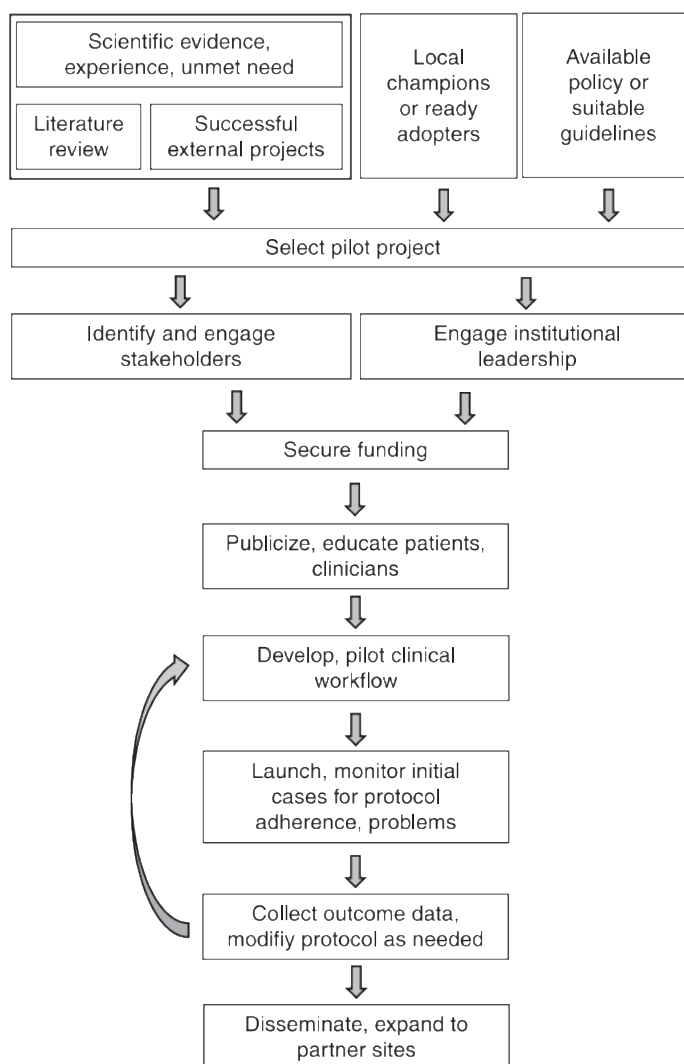 Scientific evidence,
experience, unmet need
Literature
review
Successful
external projects
Local
champions
or ready
adopters
Available
policy or
suitable
guidelines
Select pilot project
Identify and engage
stakeholders
Engage institutional
leadership
Secure funding
Publicize, educate patients,
clinicians
Develop, pilot clinical
workflow
Launch, monitor initial
cases for protocol
adherence, problems
Collect outcome data,
modifiy protocol as needed
Disseminate, expand to
partner sites